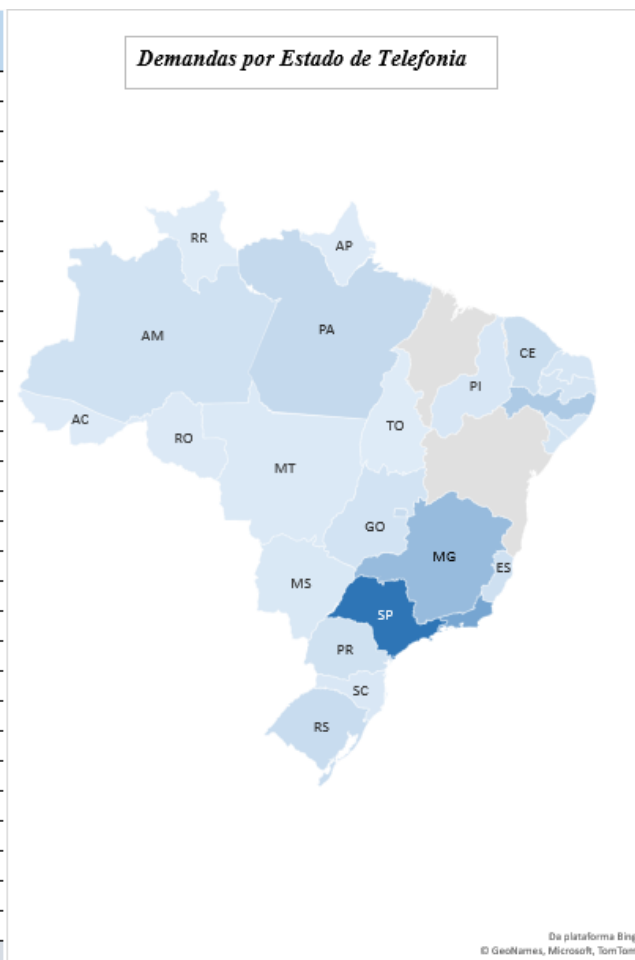 Demandas por Estado de Telefonia
RR
AP
AM
PA
CE
PI
AC
TO
RO
MT
GO
MG
ES
MS
SP
PR
SC
RS
Da plataforma Bing
© GeoNames, Microsoft, TomTom